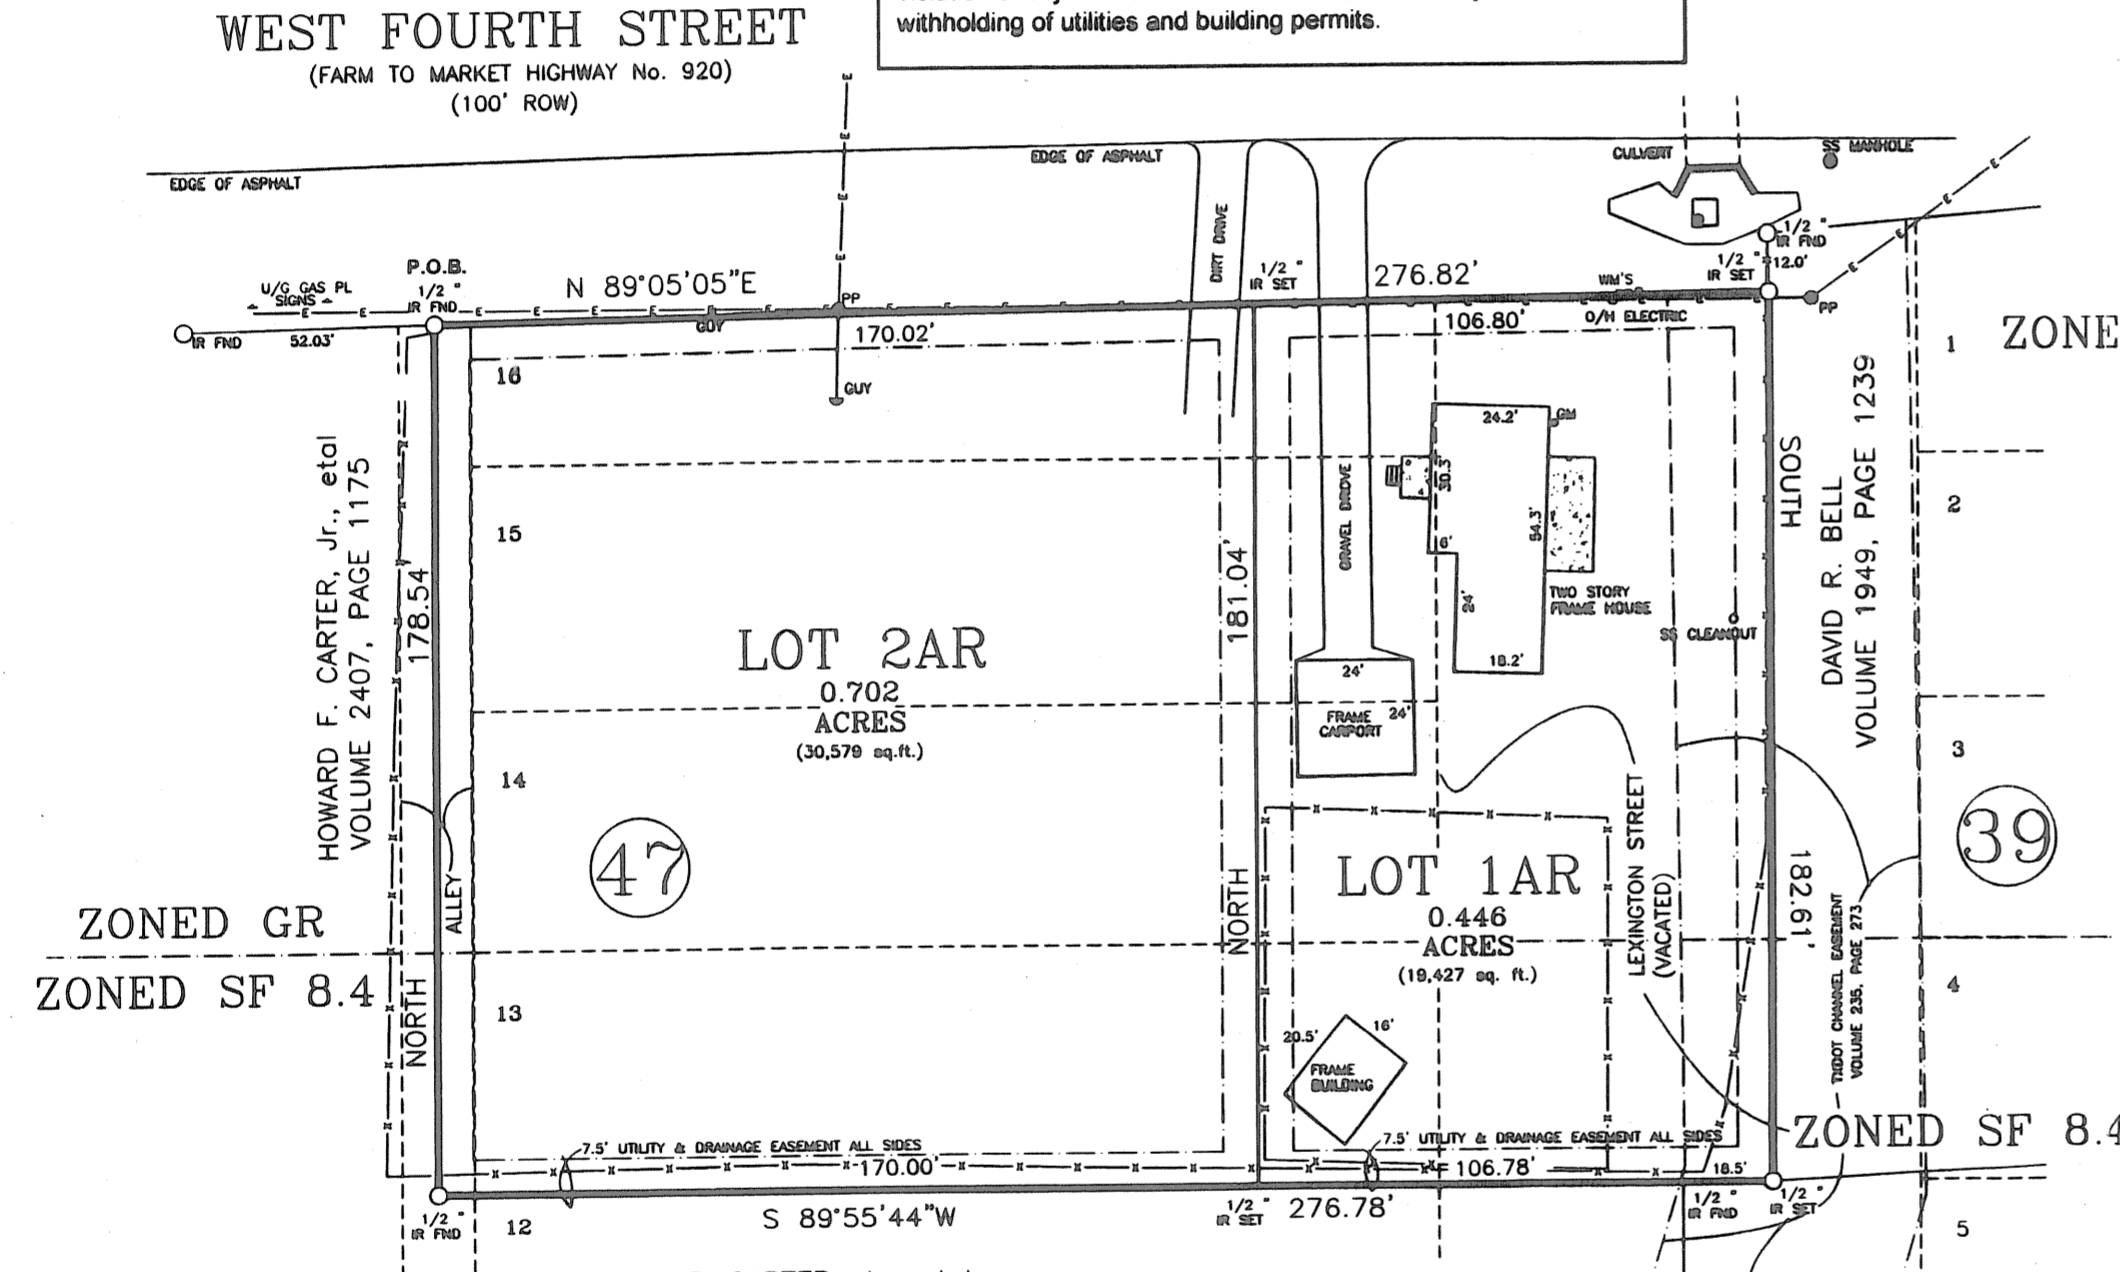 WEST FOURTH STREET
(FARM TO MARKET HIGHWAY No. 920)
(100' ROW)
withholding of utilities and building permits.
E
E
E
E
EDGE OF ASPHALT
EDGE OF ASPHALT
CULVERT
SS MANHOLE
E
E
E
E
DIRT DRIVE
1/2 "
IR FND
12.0'
P.O.B.
1/2 "
IR FND
U/G GAS PL
SIGNS
E
E
E
E
E
E
N 89°05'05"E
GUY
PP
1/2 "
IR SET
276.82'
WM'S
1/2 "
IR SET
PP
IR FND
52.03'
170.02'
106.80'
O/H ELECTRIC
GUY
16
15
14
13
12
24.2'
GM
30.3'
54.3'
6'
24'
18.2'
TWO STORY
FRAME HOUSE
SS CLEANOUT
GRAVEL DROVE
24'
24'
FRAME
CARPORT
HOWARD F. CARTER, Jr., etal
VOLUME 2407, PAGE 1175
178.54'
NORTH
ALLEY
LOT 2AR
0.702
ACRES
(30,579 sq.ft.)
47
181.04'
NORTH
LOT 1AR
0.446
ACRES
(19,427 sq. ft.)
LEXINGTON STREET
(VACATED)
SOUTH
182.61'
DAVID R. BELL
VOLUME 1949, PAGE 1239
TXDOT CHANNEL EASEMENT
VOLUME 235, PAGE 273
1
ZONE
2
3
39
4
5
ZONED GR
ZONED SF 8.4
ZONED SF 8.4
20.5'
16'
FRAME
BUILDING
7.5' UTILITY & DRAINAGE EASEMENT ALL SIDES
170.00'
7.5' UTILITY & DRAINAGE EASEMENT ALL SIDES
106.78'
18.5'
1/2 "
IR FND
S 89°55'44"W
1/2 "
IR SET
276.78'
1/2 "
IR FND
1/2 "
IR SET